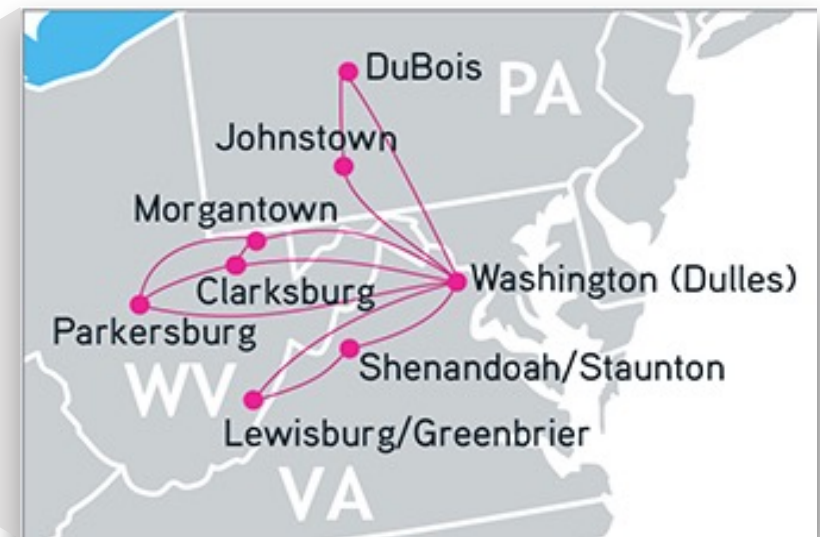 DuBois
PA
Johnstown
Morgantown
Washington (Dulles)
Clarksburg
Parkersburg
Shenandoah/Staunton
WV
Lewisburg/Greenbrier
VA